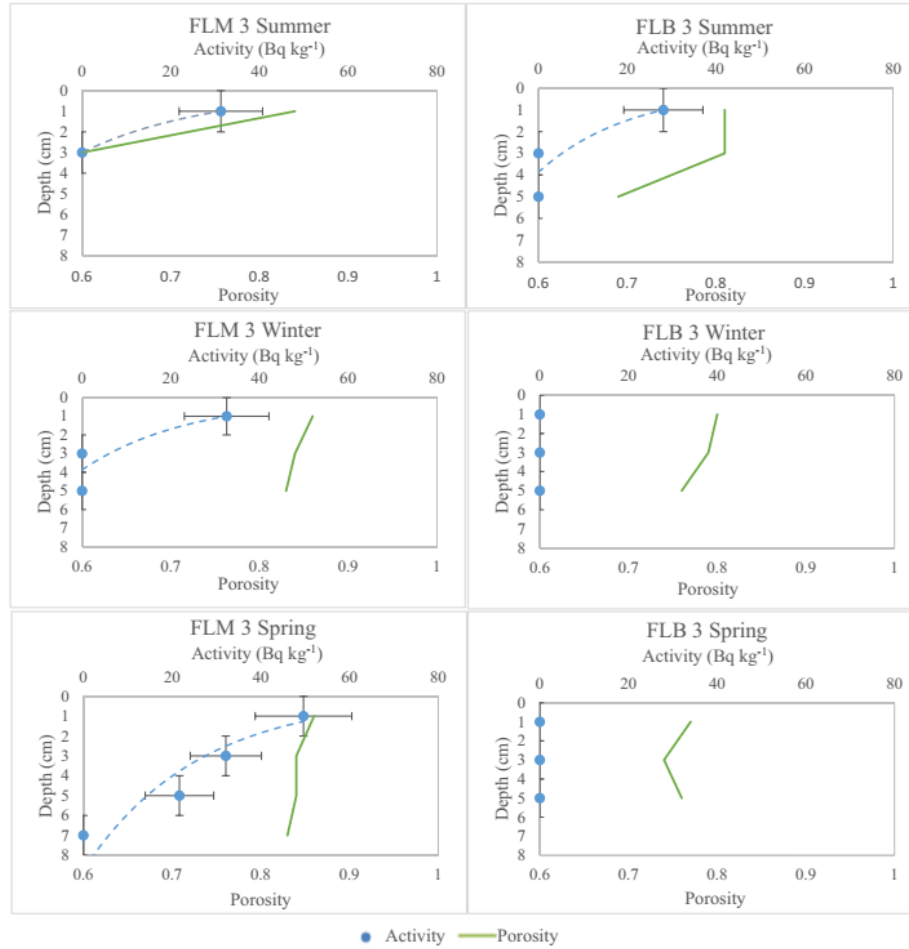 FLM 3 Summer
Activity (Bq kg⁻¹)
0 20 40 60 80
0
1
2
3
4
5
6
7
8
Depth (cm)
0.6 0.7 0.8 0.9 1
Porosity
FLB 3 Summer
Activity (Bq kg⁻¹)
0 20 40 60 80
0
1
2
3
4
5
6
7
8
Depth (cm)
0.6 0.7 0.8 0.9 1
Porosity
FLM 3 Winter
Activity (Bq kg⁻¹)
0 20 40 60 80
0
1
2
3
4
5
6
7
8
Depth (cm)
0.6 0.7 0.8 0.9 1
Porosity
FLB 3 Winter
Activity (Bq kg⁻¹)
0 20 40 60 80
0
1
2
3
4
5
6
7
8
Depth (cm)
0.6 0.7 0.8 0.9 1
Porosity
FLM 3 Spring
Activity (Bq kg⁻¹)
0 20 40 60 80
0
1
2
3
4
5
6
7
8
Depth (cm)
0.6 0.7 0.8 0.9 1
Porosity
FLB 3 Spring
Activity (Bq kg⁻¹)
0 20 40 60 80
0
1
2
3
4
5
6
7
8
Depth (cm)
0.6 0.7 0.8 0.9 1
Porosity
Activity Porosity